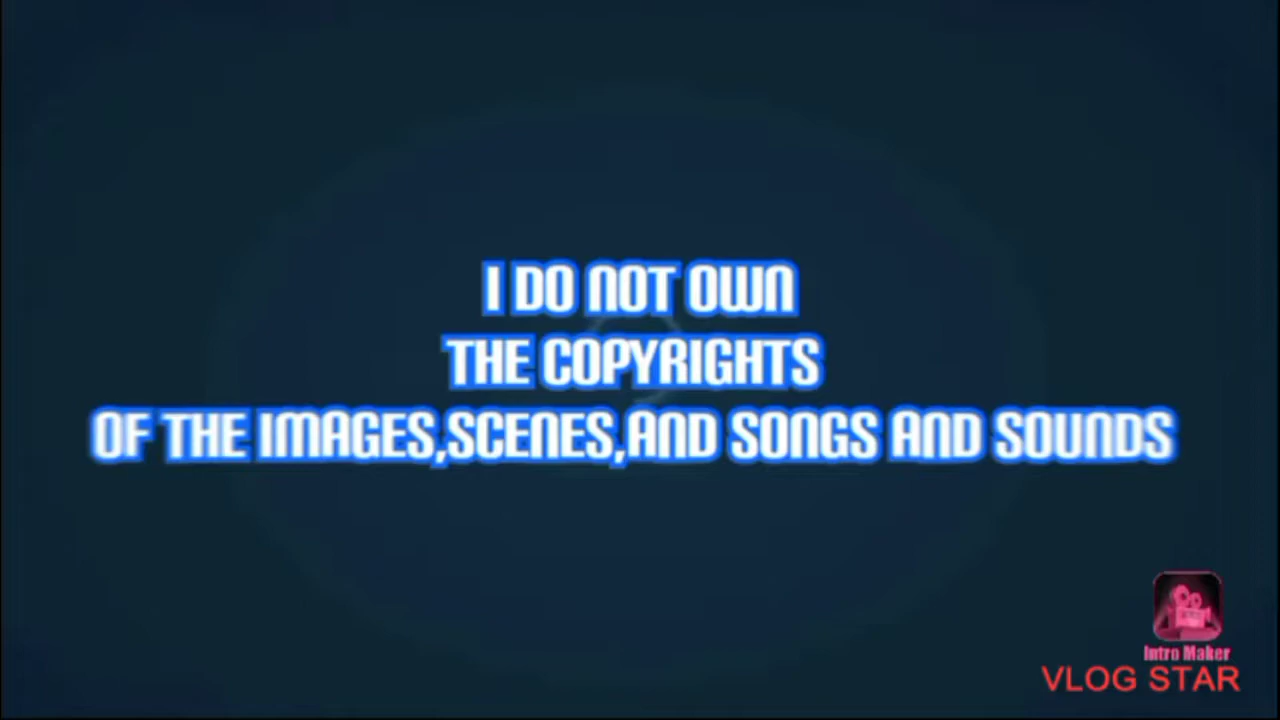 I DO NOT OWN
THE COPYRIGHTS
OF THE IMAGES,SCENES,AND SONGS AND SOUNDS
Intro Maker
VLOG STAR